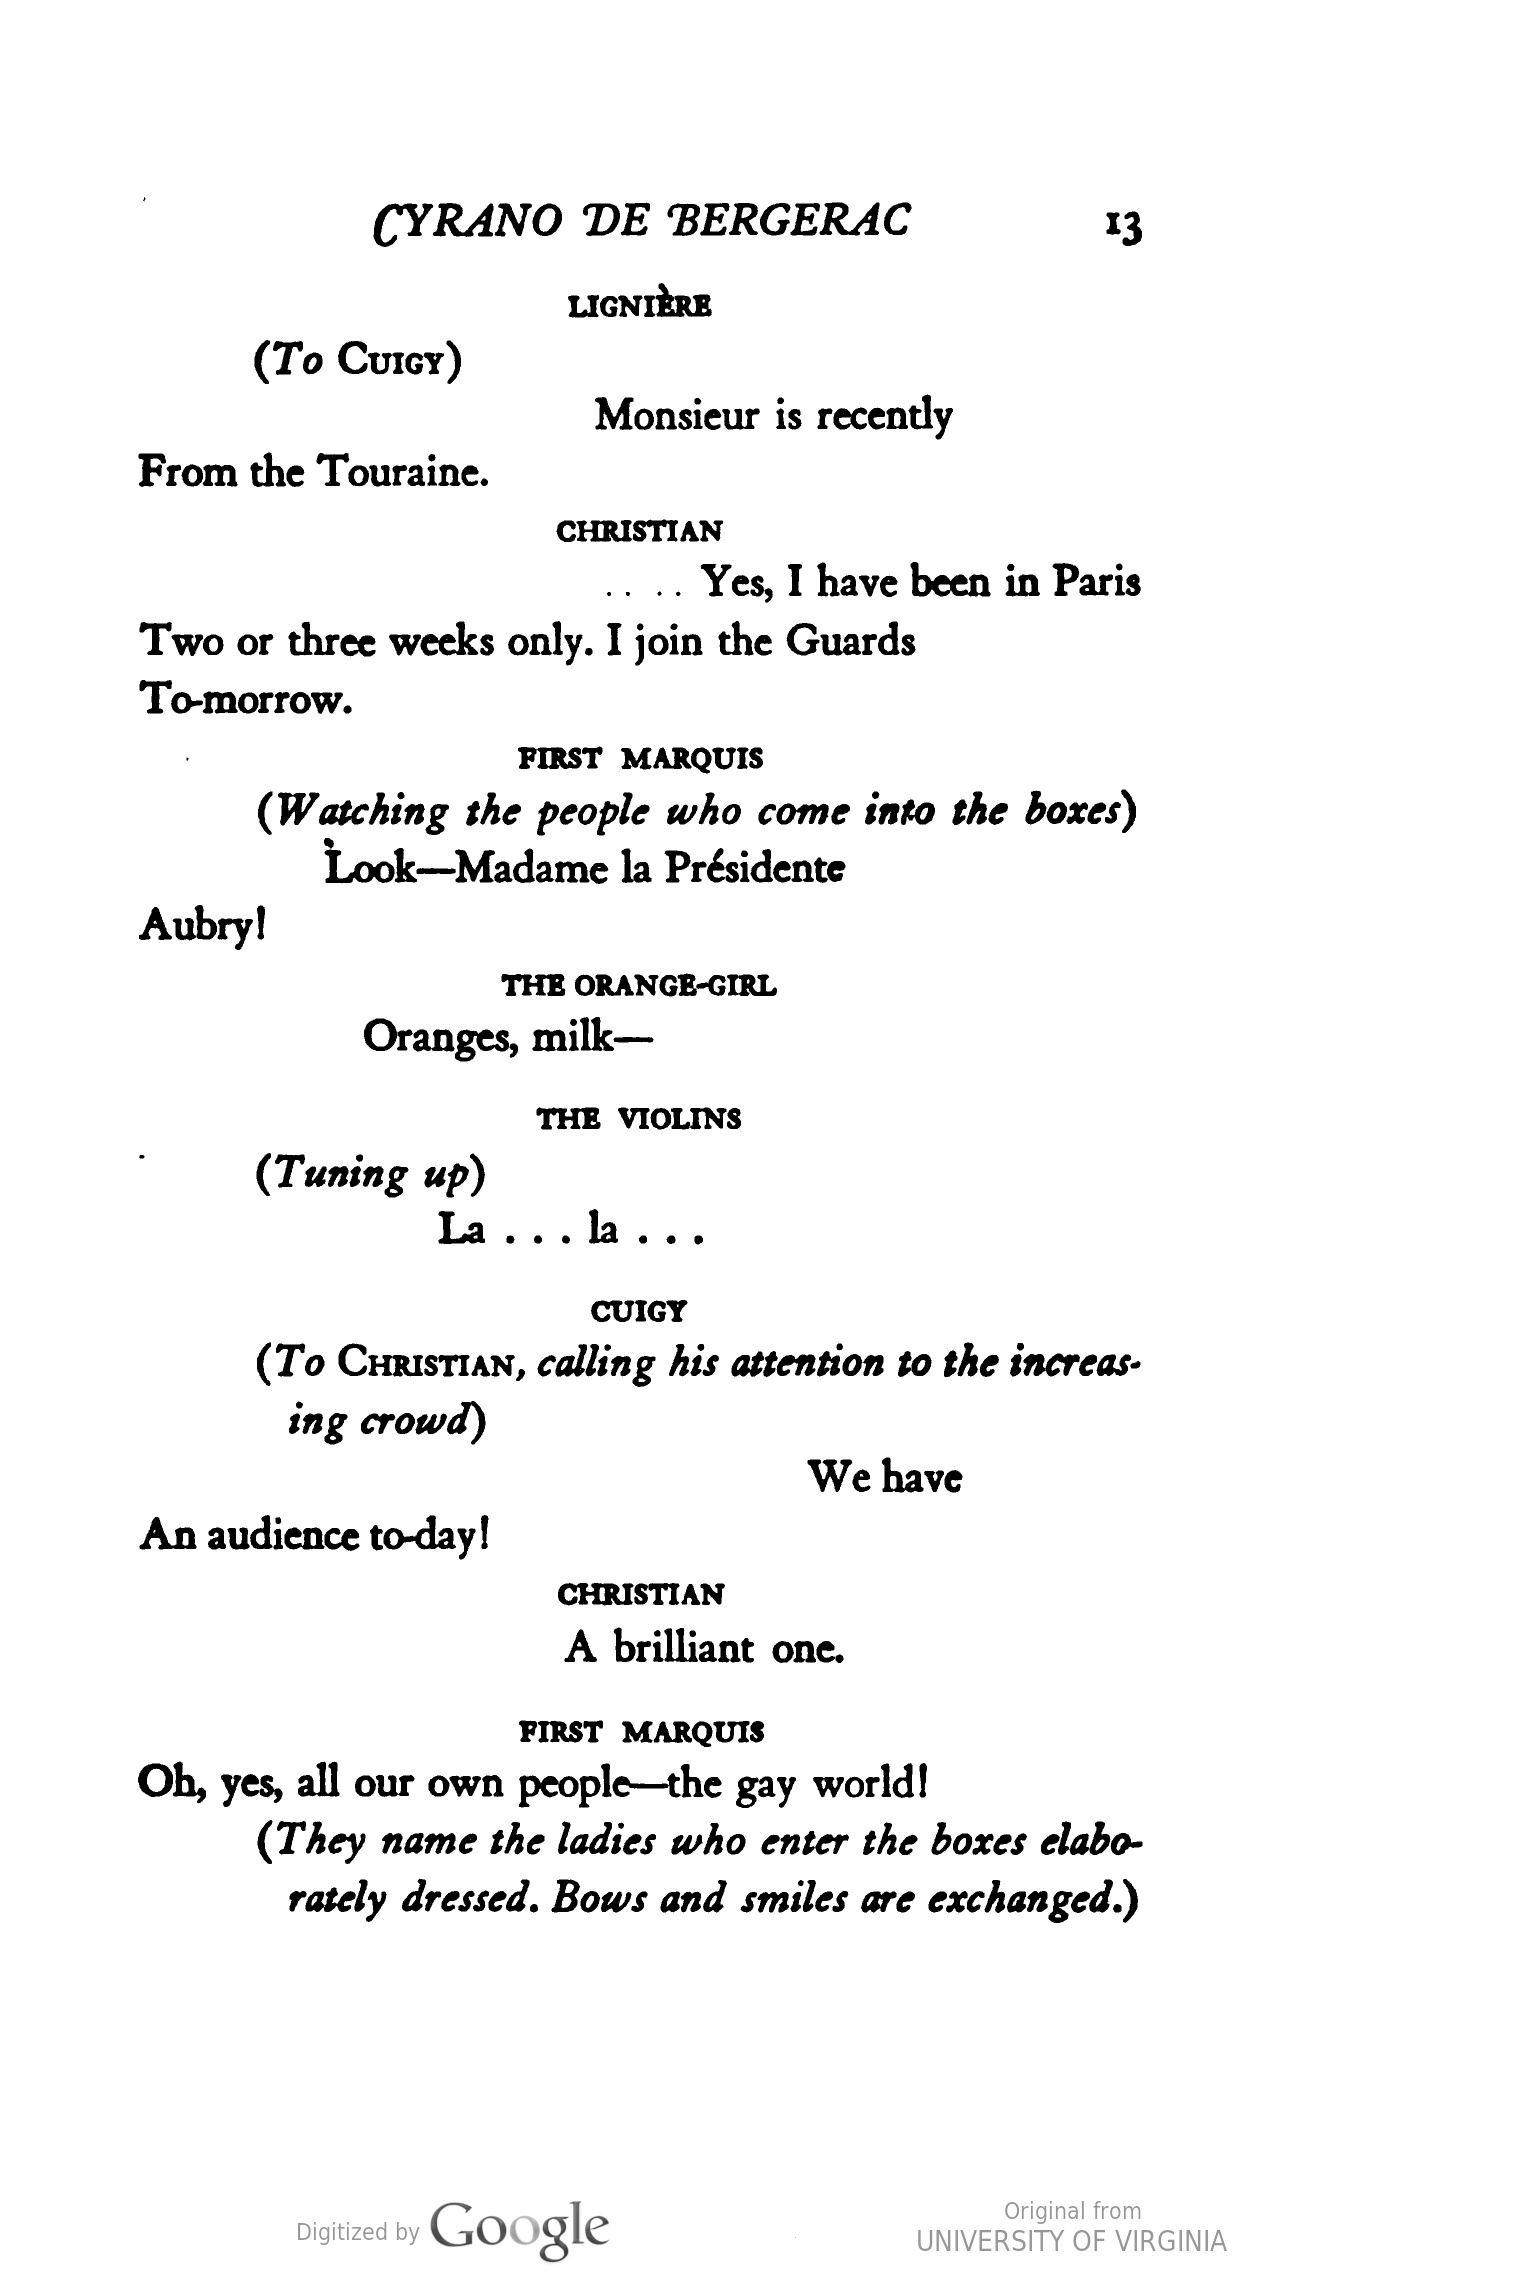 CYRANO DE BERGERAC 13
LIGNIÈRE
(To CUIGY)
Monsieur is recently
From the Touraine.
CHRISTIAN
. . . . Yes, I have been in Paris
Two or three weeks only. I join the Guards
To-morrow.
FIRST MARQUIS
(Watching the people who come into the boxes)
Look—Madame la Présidente
Aubry!
THE ORANGE-GIRL
Oranges, milk—
THE VIOLINS
(Tuning up)
La . . . la . . .
CUIGY
(To CHRISTIAN, calling his attention to the increas-
ing crowd)
We have
An audience to-day!
CHRISTIAN
A brilliant one.
FIRST MARQUIS
Oh, yes, all our own people—the gay world!
(They name the ladies who enter the boxes elabo-
rately dressed. Bows and smiles are exchanged.)
Digitized by Google
Original from
UNIVERSITY OF VIRGINIA